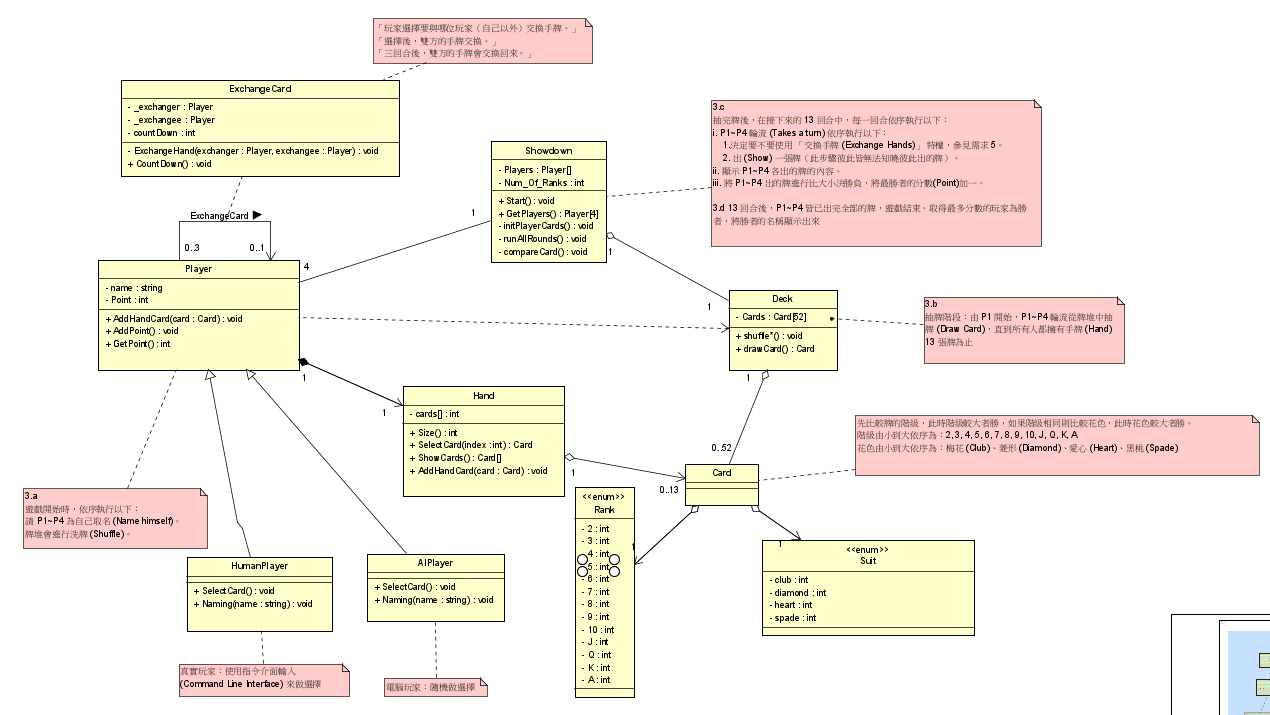 「玩家選擇要與哪位玩家（自己以外）交換手牌。」
「選擇後，雙方的手牌交換。」
「三回合後，雙方的手牌會交換回來。」
ExchangeCard
- _exchanger : Player
- _exchangee : Player
- countDown : int
- ExchangeHand(exchanger : Player, exchangee : Player) : void
+ CountDown() : void
3.c
抽完牌後，在接下來的 13 回合中，每一回合依序執行以下：
i. P1~P4 輪流 (Takes a turn) 依序執行以下：
1.決定要不要使用 「交換手牌 (Exchange Hands)」 特權，參見需求 5。
2. 出 (Show) 一張牌（此步驟彼此皆無法知曉彼此出的牌）。
ii. 顯示 P1~P4 各出的牌的內容。
iii. 將 P1~P4 出的牌進行比大小決勝負，將最勝者的分數(Point)加一。
3.d 13 回合後，P1~P4 皆已出完全部的牌，遊戲結束。取得最多分數的玩家為勝
者，將勝者的名稱顯示出來
Showdown
- Players : Player[]
- Num_Of_Ranks : int
+ Start() : void
+ GetPlayers() : Player[4]
- initPlayerCards() : void
- runAllRounds() : void
- compareCard() : void
ExchangeCard
0..3
0..1
1
4
1
1
Player
- name : string
- Point : int
+ AddHandCard(card : Card) : void
+ AddPoint() : void
+ GetPoint() : int
Deck
- Cards : Card[52]
+ shuffle*() : void
+ drawCard() : Card
3.b
抽牌階段：由 P1 開始，P1~P4 輪流從牌堆中抽
牌 (Draw Card)，直到所有人都擁有手牌 (Hand)
13 張牌為止
1
1
1
0..52
Hand
- cards[] : int
+ Size() : int
+ SelectCard(index : int) : Card
+ ShowCards() : Card[]
+ AddHandCard(card : Card) : void
1
0..13
Card
先比較牌的階級，此時階級較大者勝，如果階級相同則比較花色，此時花色較大者勝。
階級由小到大依序為：2, 3, 4, 5, 6, 7, 8, 9, 10, J, Q, K, A
花色由小到大依序為：梅花 (Club)、菱形 (Diamond)、愛心 (Heart)、黑桃 (Spade)
3.a
遊戲開始時，依序執行以下：
請 P1~P4 為自己取名 (Name himself)。
牌堆會進行洗牌 (Shuffle)。
<<enum>>
Rank
- 2 : int
- 3 : int
- 4 : int
- 5 : int
- 6 : int
- 7 : int
- 8 : int
- 9 : int
- 10 : int
- J : int
- Q : int
- K : int
- A : int
1
1
<<enum>>
Suit
- club : int
- diamond : int
- heart : int
- spade : int
HumanPlayer
+ SelectCard() : void
+ Naming(name : string) : void
AIPlayer
+ SelectCard() : void
+ Naming(name : string) : void
真實玩家：使用指令介面輸入
(Command Line Interface) 來做選擇
電腦玩家：隨機做選擇